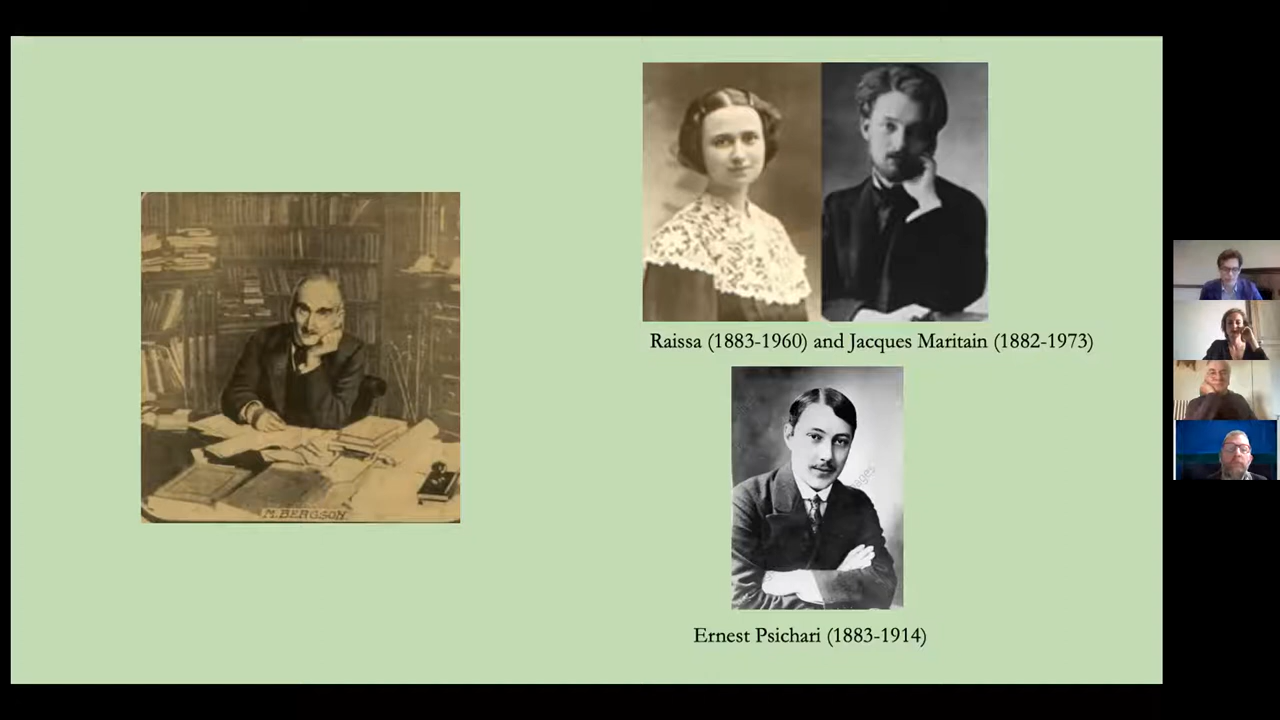 M. BERGSON.
Raissa (1883-1960) and Jacques Maritain (1882-1973)
Ernest Psichari (1883-1914)